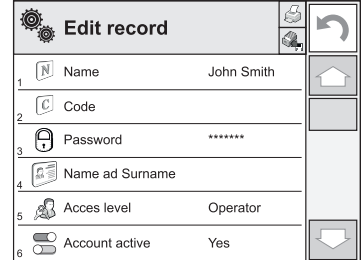 Edit record
1 N Name John Smith
2 C Code
3 Password *******
4 Name ad Surname
5 Acces level Operator
6 Account active Yes